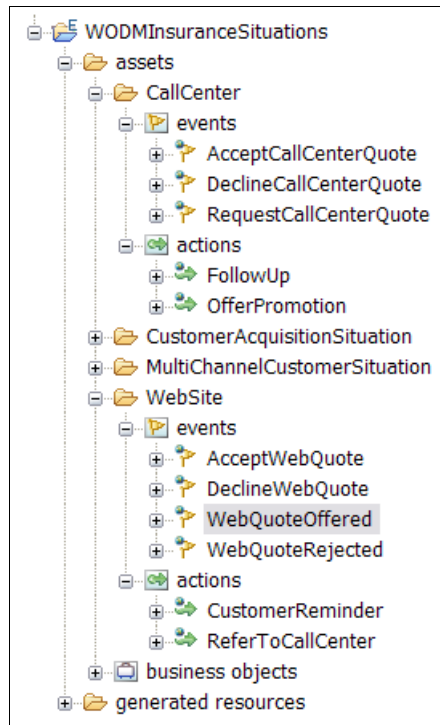 WODMInsuranceSituations
assets
CallCenter
events
AcceptCallCenterQuote
DeclineCallCenterQuote
RequestCallCenterQuote
actions
FollowUp
OfferPromotion
CustomerAcquisitionSituation
MultiChannelCustomerSituation
WebSite
events
AcceptWebQuote
DeclineWebQuote
WebQuoteOffered
WebQuoteRejected
actions
CustomerReminder
ReferToCallCenter
business objects
generated resources